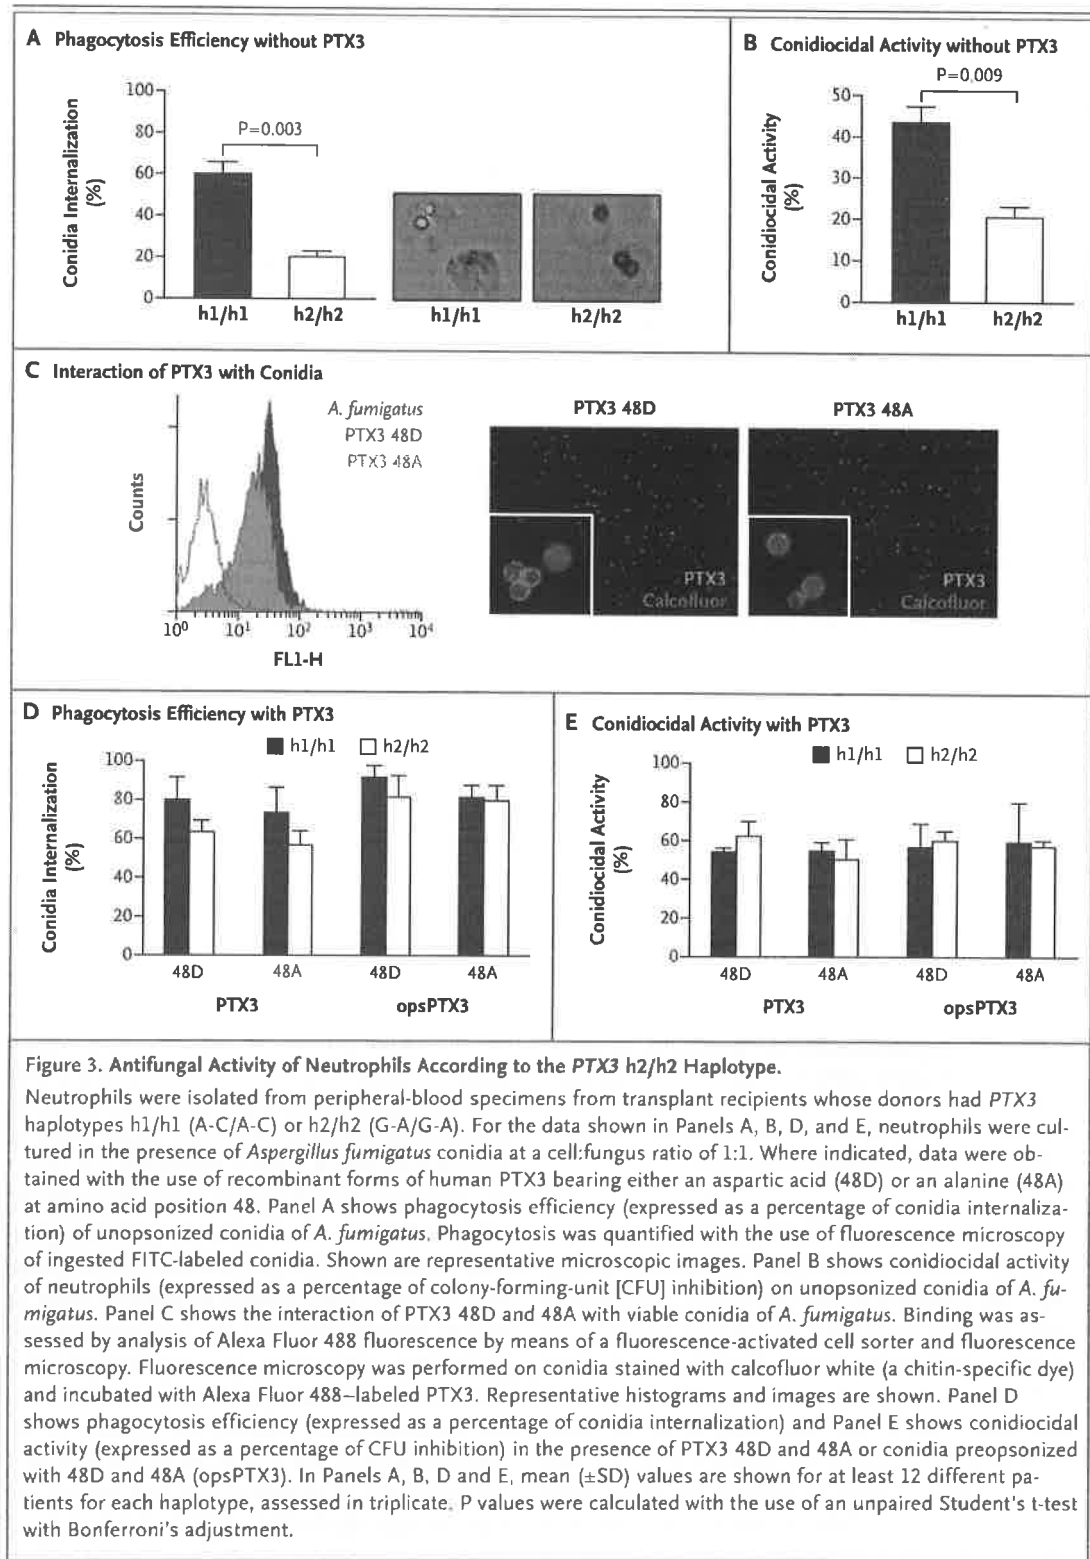 A Phagocytosis Efficiency without PTX3
Conidia Internalization
(%)
100
80
60
40
20
0
P=0.003
h1/h1
h2/h2
h1/h1
h2/h2
B Conidiocidal Activity without PTX3
Conidiocidal Activity
(%)
50
40
30
20
10
0
P=0.009
h1/h1
h2/h2
C Interaction of PTX3 with Conidia
Counts
A. fumigatus
PTX3 48D
PTX3 48A
10⁰ 10¹ 10² 10³ 10⁴
FL1-H
PTX3 48D
PTX3
Calcofluor
PTX3 48A
PTX3
Calcofluor
D Phagocytosis Efficiency with PTX3
h1/h1 h2/h2
Conidia Internalization
(%)
100
80
60
40
20
0
48D 48A 48D 48A
PTX3 opsPTX3
E Conidiocidal Activity with PTX3
h1/h1 h2/h2
Conidiocidal Activity
(%)
100
80
60
40
20
0
48D 48A 48D 48A
PTX3 opsPTX3
Figure 3. Antifungal Activity of Neutrophils According to the PTX3 h2/h2 Haplotype.
Neutrophils were isolated from peripheral-blood specimens from transplant recipients whose donors had PTX3
haplotypes h1/h1 (A-C/A-C) or h2/h2 (G-A/G-A). For the data shown in Panels A, B, D, and E, neutrophils were cul-
tured in the presence of Aspergillus fumigatus conidia at a cell:fungus ratio of 1:1. Where indicated, data were ob-
tained with the use of recombinant forms of human PTX3 bearing either an aspartic acid (48D) or an alanine (48A)
at amino acid position 48. Panel A shows phagocytosis efficiency (expressed as a percentage of conidia internaliza-
tion) of unopsonized conidia of A. fumigatus. Phagocytosis was quantified with the use of fluorescence microscopy
of ingested FITC-labeled conidia. Shown are representative microscopic images. Panel B shows conidiocidal activity
of neutrophils (expressed as a percentage of colony-forming-unit [CFU] inhibition) on unopsonized conidia of A. fu-
migatus. Panel C shows the interaction of PTX3 48D and 48A with viable conidia of A. fumigatus. Binding was as-
sessed by analysis of Alexa Fluor 488 fluorescence by means of a fluorescence-activated cell sorter and fluorescence
microscopy. Fluorescence microscopy was performed on conidia stained with calcofluor white (a chitin-specific dye)
and incubated with Alexa Fluor 488–labeled PTX3. Representative histograms and images are shown. Panel D
shows phagocytosis efficiency (expressed as a percentage of conidia internalization) and Panel E shows conidiocidal
activity (expressed as a percentage of CFU inhibition) in the presence of PTX3 48D and 48A or conidia preopsonized
with 48D and 48A (opsPTX3). In Panels A, B, D and E, mean (±SD) values are shown for at least 12 different pa-
tients for each haplotype, assessed in triplicate. P values were calculated with the use of an unpaired Student's t-test
with Bonferroni's adjustment.